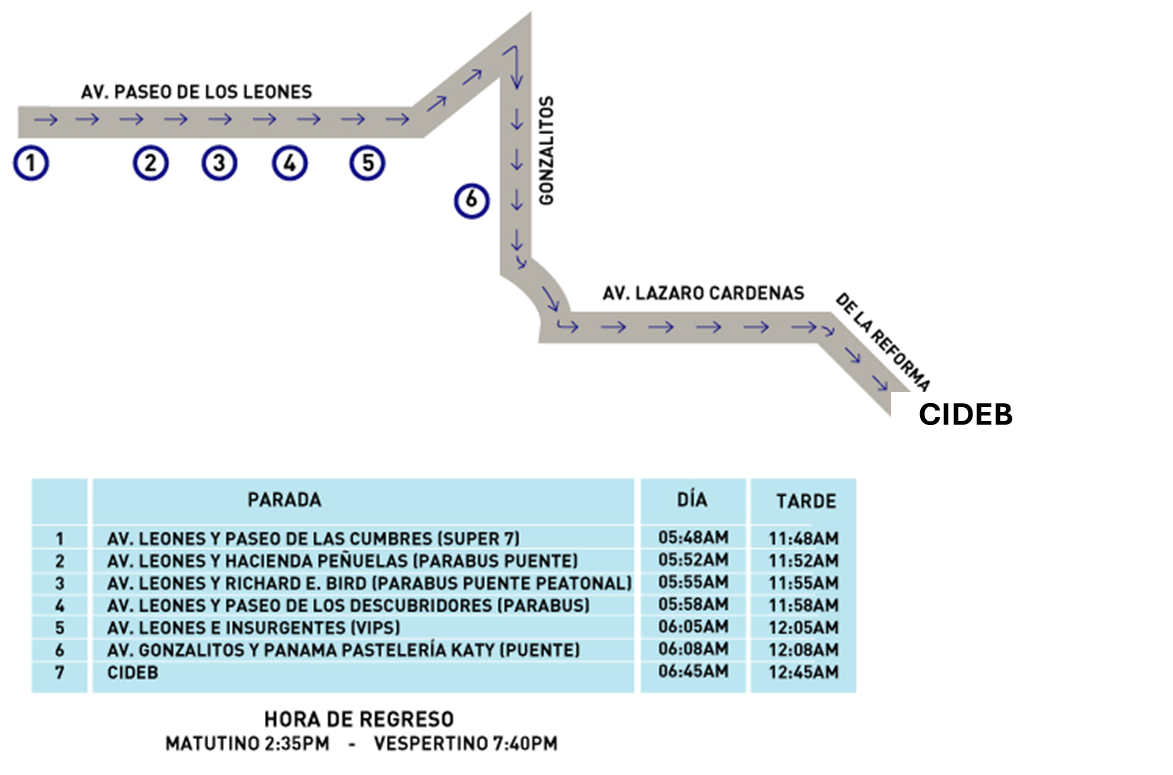 AV. PASEO DE LOS LEONES
1
2
3
4
5
6
GONZALITOS
AV. LAZARO CARDENAS
DE LA REFORMA
CIDEB
PARADA DÍA TARDE
1 AV. LEONES Y PASEO DE LAS CUMBRES (SUPER 7) 05:48AM 11:48AM
2 AV. LEONES Y HACIENDA PEÑUELAS (PARABUS PUENTE) 05:52AM 11:52AM
3 AV. LEONES Y RICHARD E. BIRD (PARABUS PUENTE PEATONAL) 05:55AM 11:55AM
4 AV. LEONES Y PASEO DE LOS DESCUBRIDORES (PARABUS) 05:58AM 11:58AM
5 AV. LEONES E INSURGENTES (VIPS) 06:05AM 12:05AM
6 AV. GONZALITOS Y PANAMA PASTELERÍA KATY (PUENTE) 06:08AM 12:08AM
7 CIDEB 06:45AM 12:45AM
HORA DE REGRESO
MATUTINO 2:35PM - VESPERTINO 7:40PM